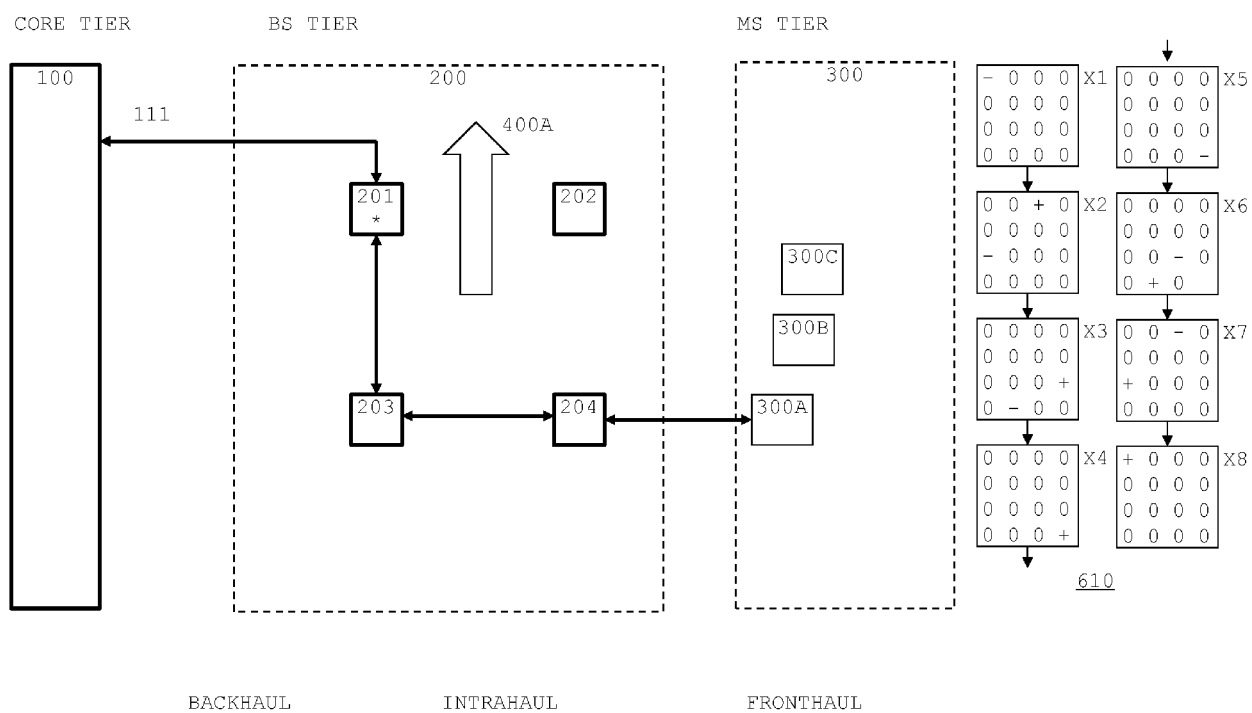 CORE TIER
BS TIER
MS TIER
100
200
300
111
400A
201
*
202
203
204
300C
300B
300A
- 0 0 0 X1
0 0 0 0
0 0 0 0
0 0 0 0
0 0 + 0 X2
0 0 0 0
- 0 0 0
0 0 0 0
0 0 0 0 X3
0 0 0 0
0 0 0 +
0 - 0 0
0 0 0 0 X4
0 0 0 0
0 0 0 0
0 0 0 +
0 0 0 0 X5
0 0 0 0
0 0 0 0
0 0 0 -
0 0 0 0 X6
0 0 0 0
0 0 - 0
0 + 0
0 0 - 0 X7
0 0 0 0
+ 0 0 0
0 0 0 0
+ 0 0 0 X8
0 0 0 0
0 0 0 0
0 0 0 0
610
BACKHAUL
INTRAHAUL
FRONTHAUL